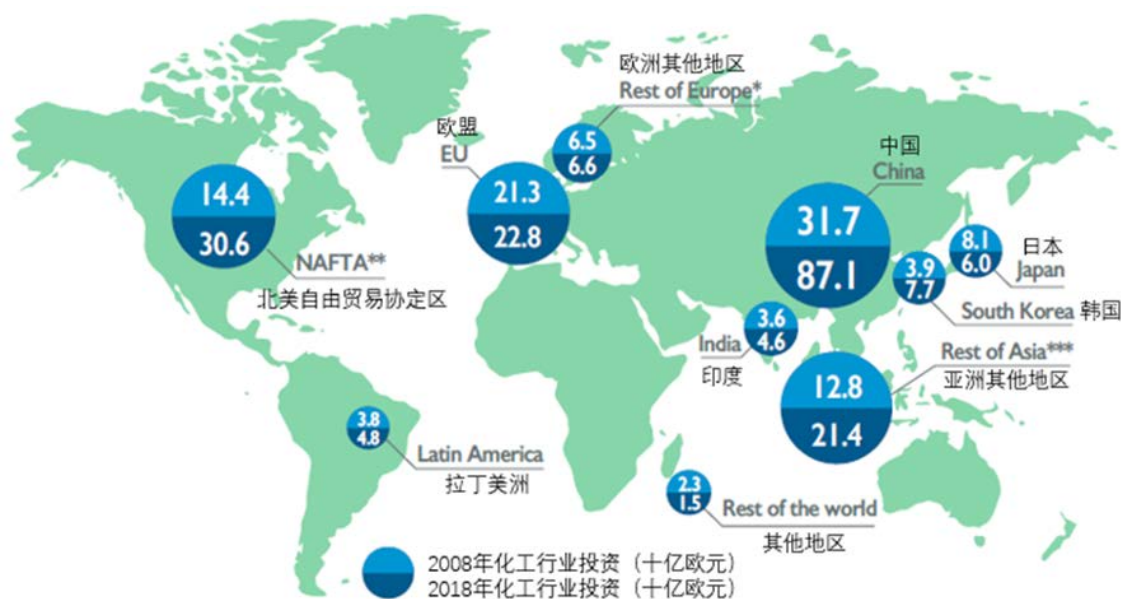 欧洲其他地区
Rest of Europe*
6.5
6.6
欧盟
EU
21.3
22.8
中国
China
31.7
87.1
14.4
30.6
NAFTA**
北美自由贸易协定区
8.1
6.0
日本
Japan
3.9
7.7
South Korea 韩国
3.6
4.6
India
印度
Rest of Asia***
亚洲其他地区
12.8
21.4
3.8
4.8
Latin America
拉丁美洲
2.3
1.5
Rest of the world
其他地区
2008年化工行业投资（十亿欧元）
2018年化工行业投资（十亿欧元）